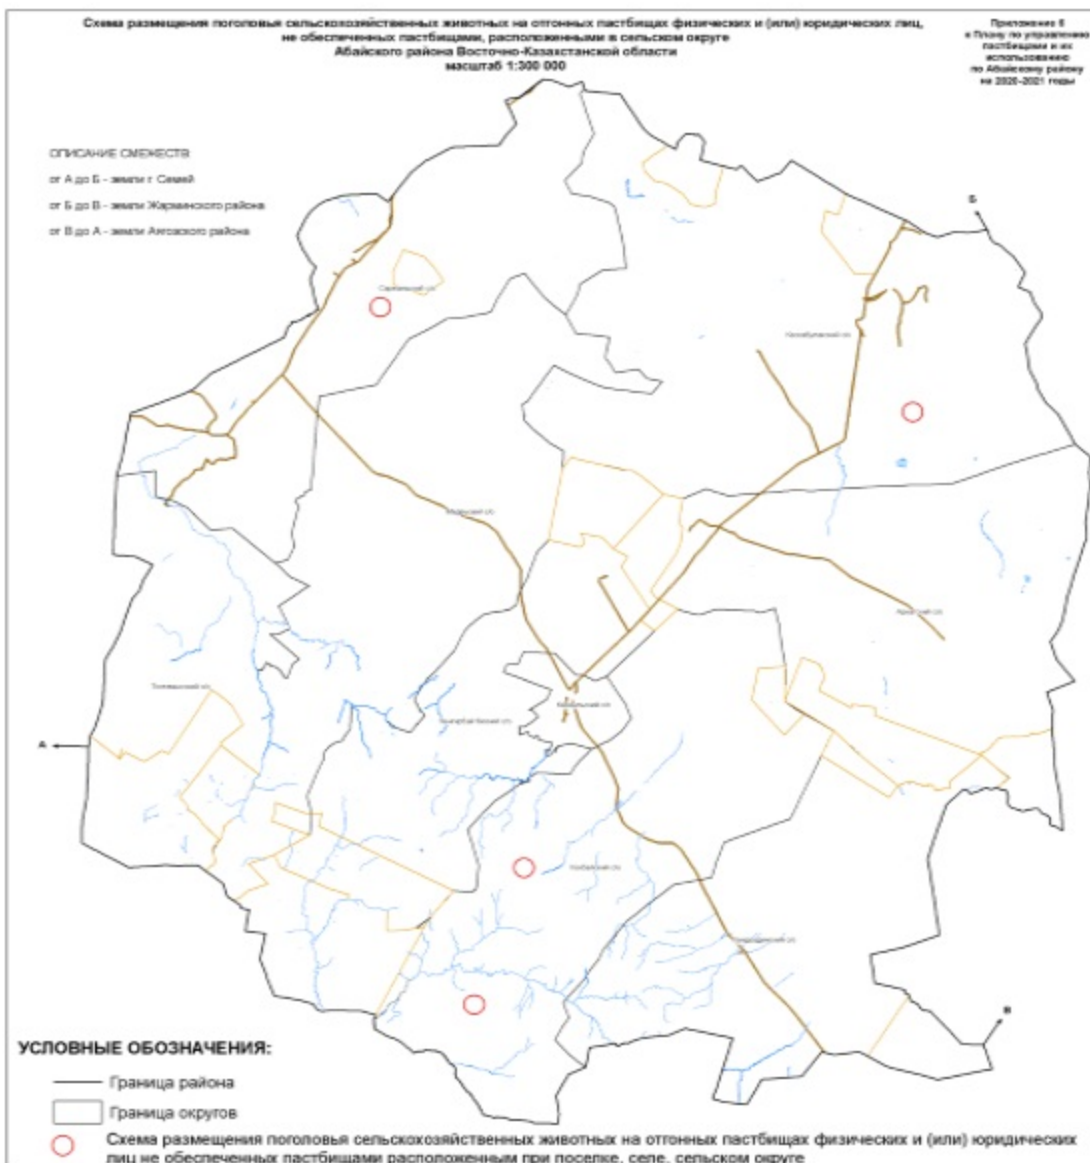 Схема размещения поголовья сельскохозяйственных животных на отгонных пастбищах физических и (или) юридических лиц,
не обеспеченных пастбищами, расположенными в сельском округе
Абайского района Восточно-Казахстанской области
масштаб 1:300 000
Приложение 6
к Плану по управлению
пастбищами и их
использованию
по Абайскому району
на 2020-2021 годы
ОПИСАНИЕ СМЕЖЕСТВ
от А до Б - земли г Семей
от Б до В - земли Жарминского района
от В до А - земли Аягозского района
Б
Саржальский с/о
Кенгирбай бийский с/о
А
В
УСЛОВНЫЕ ОБОЗНАЧЕНИЯ:
Граница района
Граница округов
Схема размещения поголовья сельскохозяйственных животных на отгонных пастбищах физических и (или) юридических
лиц не обеспеченных пастбищами расположенным при поселке, селе, сельском округе